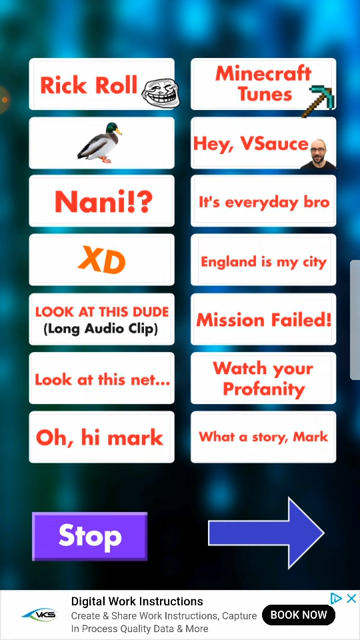 Rick Roll
Minecraft
Tunes
Hey, VSauce
Nani!?
It's everyday bro
XD
England is my city
LOOK AT THIS DUDE
(Long Audio Clip)
Mission Failed!
Look at this net...
Watch your
Profanity
Oh, hi mark
What a story, Mark
Stop
VKS
Digital Work Instructions
Create & Share Work Instructions, Capture
In Process Quality Data & More
BOOK NOW